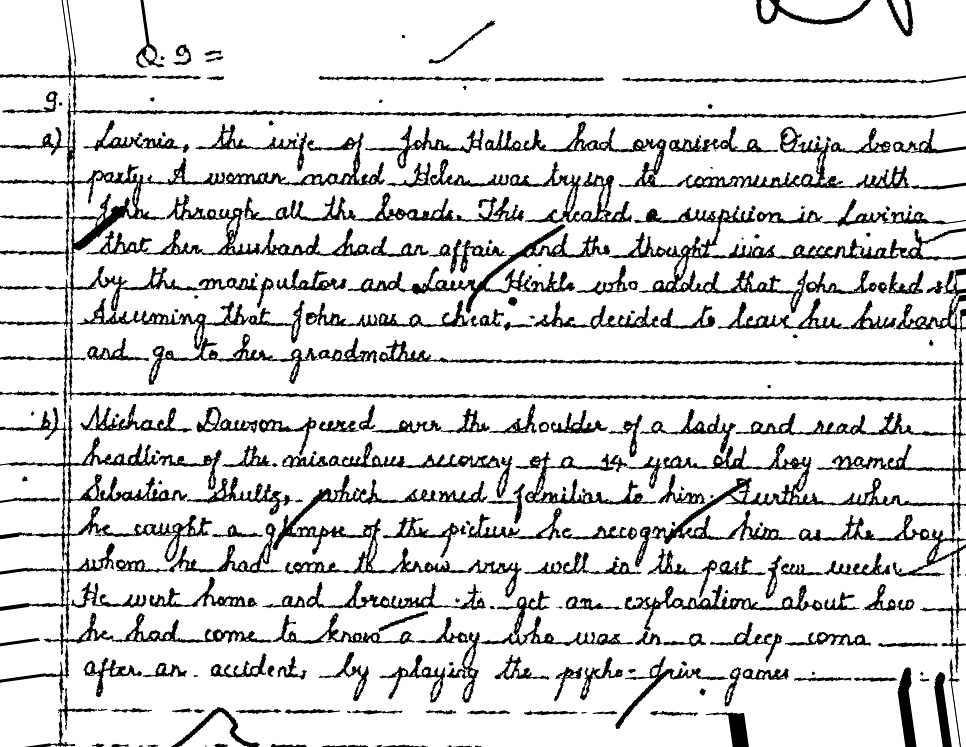 Q. 9 =
9.
a) Lavinia, the wife of John Hallock had organised a Ouija board
party. A woman named Helen was trying to communicate with
John through all the boards. This created a suspicion in Lavinia
that her husband had an affair and the thought was accentuated
by the manipulators and Laura Hinkle who added that John looked
Assuming that John was a cheat, she decided to leave her husband
and go to her grandmother.
b) Michael Dawson peered over the shoulder of a lady and read the
headline of the miraculous recovery of a 14 year old boy named
Sebastian Shultz, which seemed familiar to him. Further when
he caught a glimpse of the picture he recognised him as the boy
whom he had come to know very well in the past few weeks.
He went home and browsed to get an explanation about how
he had come to know a boy who was in a deep coma
after an accident, by playing the psycho-drive games.